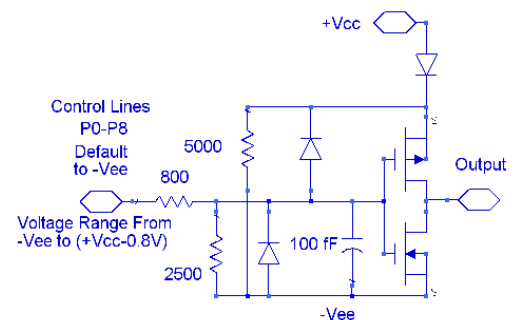 +Vcc
Control Lines
P0-P8
Default
to -Vee
5000
800
Output
Voltage Range From
-Vee to (+Vcc-0.8V)
100 fF
2500
-Vee